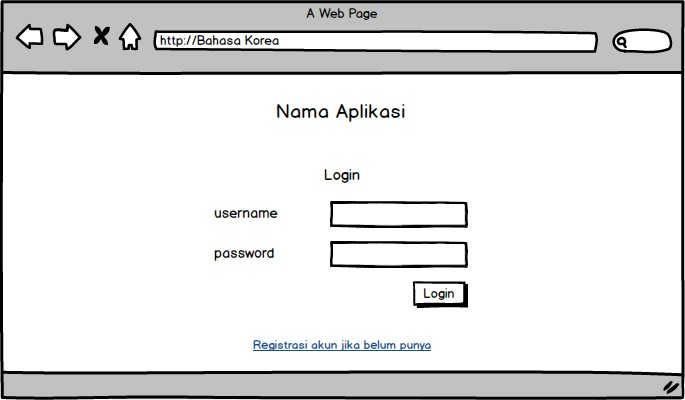 A Web Page
http://Bahasa Korea
Nama Aplikasi
Login
username
password
Login
Registrasi akun jika belum punya